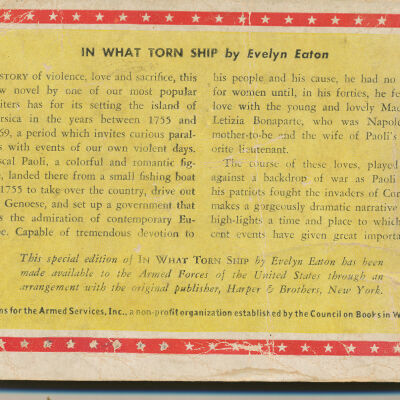 IN WHAT TORN SHIP by Evelyn Eaton
STORY of violence, love and sacrifice, this
w novel by one of our most popular
iters has for its setting the island of
rsica in the years between 1755 and
69, a period which invites curious paral-
s with events of our own violent days.
scal Paoli, a colorful and romantic fig-
e, landed there from a small fishing boat
1755 to take over the country, drive out
Genoese, and set up a government that
s the admiration of contemporary Eu-
e. Capable of tremendous devotion to
his people and his cause, he had no
for women until, in his forties, he fe
love with the young and lovely Mad
Letizia Bonaparte, who was Napole
mother-to-be and the wife of Paoli's
orite lieutenant.
The course of these loves, played
against a backdrop of war as Paoli
his patriots fought the invaders of Cor
makes a gorgeously dramatic narrative
high-lights a time and place to which
cent events have given great importa
This special edition of IN WHAT TORN SHIP by Evelyn Eaton has been
made available to the Armed Forces of the United States through an
arrangement with the original publisher, Harper & Brothers, New York.
ns for the Armed Services, Inc., a non-profit organization established by the Council on Books in W